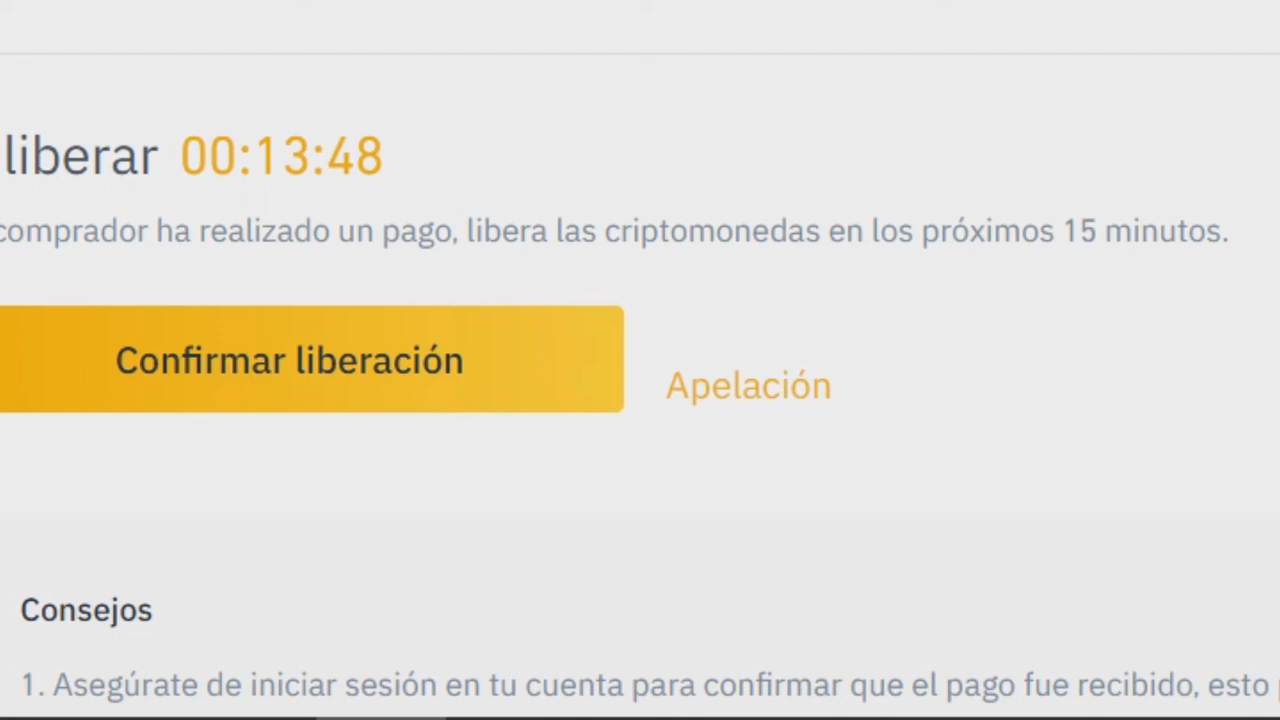 liberar 00:13:48
comprador ha realizado un pago, libera las criptomonedas en los próximos 15 minutos.
Confirmar liberación
Apelación
Consejos
1. Asegúrate de iniciar sesión en tu cuenta para confirmar que el pago fue recibido, esto